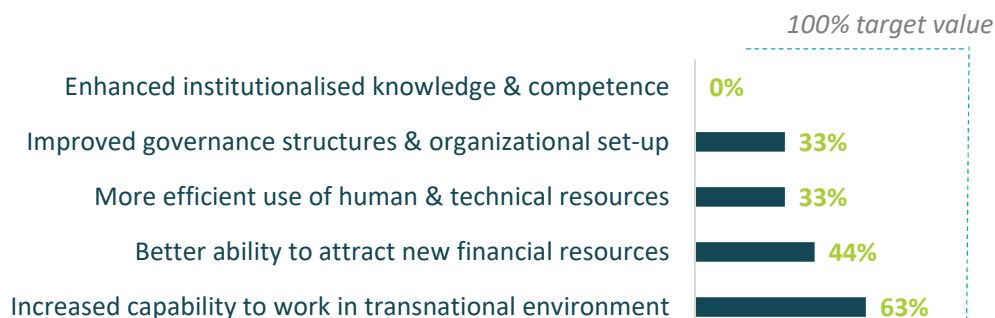 100% target value
Enhanced institutionalised knowledge & competence 0%
Improved governance structures & organizational set-up 33%
More efficient use of human & technical resources 33%
Better ability to attract new financial resources 44%
Increased capability to work in transnational environment 63%